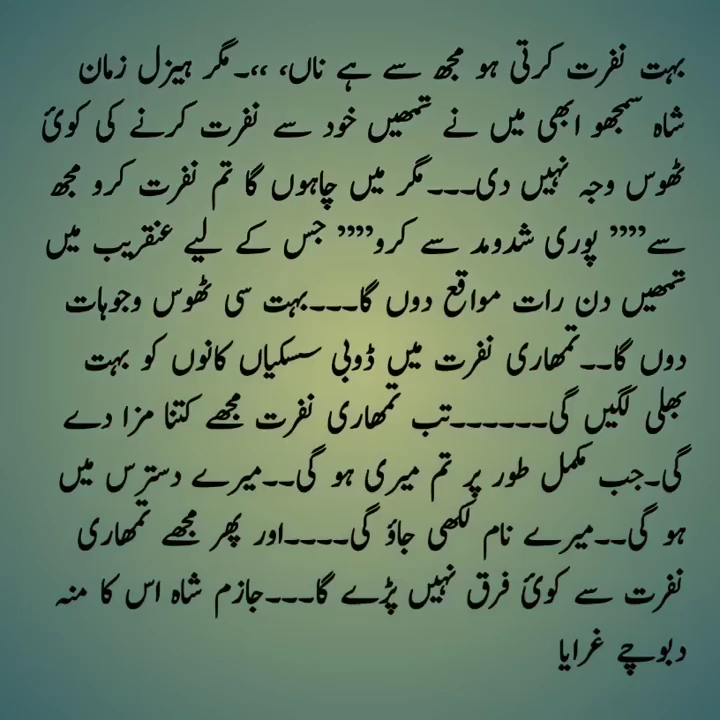 بہت نفرت کرتی ہو مجھ سے ہے ناں، ،،۔مگر ہیزل زمان
شاہ سمجھو ابھی میں نے تمھیں خود سے نفرت کرنے کی کوئ
ٹھوس وجہ نہیں دی۔۔۔مگر میں چاہوں گا تم نفرت کرو مجھ
سے,,,, پوری شدومد سے کرو,,,, جس کے لیے عنقریب میں
تمھیں دن رات مواقع دوں گا۔۔۔بہت سی ٹھوس وجوہات
دوں گا۔۔تمھاری نفرت میں ڈوبی سسکیاں کانوں کو بہت
بھلی لگیں گی۔۔۔۔۔۔تب تمھاری نفرت مجھے کتنا مزا دے
گی۔جب مکمل طور پر تم میری ہو گی۔۔میرے دسترس میں
ہو گی۔۔میرے نام لکھی جاؤ گی۔۔۔۔اور پھر مجھے تمھاری
نفرت سے کوئ فرق نہیں پڑے گا۔۔۔جازم شاہ اس کا منہ
دبوچے غرایا